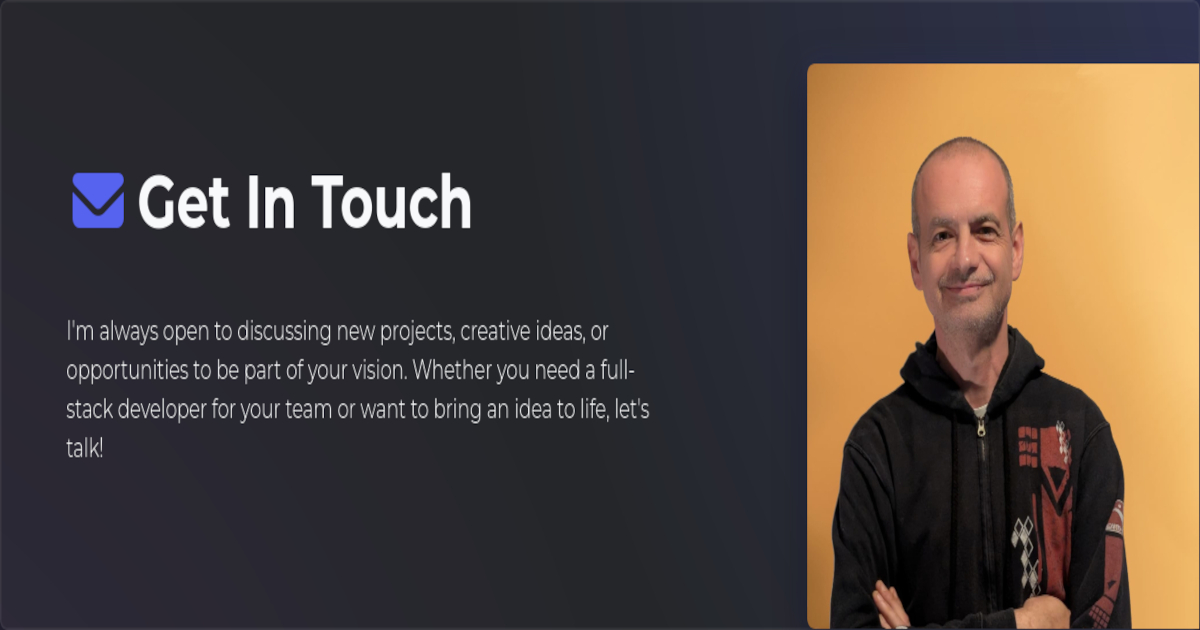 Get In Touch
I'm always open to discussing new projects, creative ideas, or
opportunities to be part of your vision. Whether you need a full-
stack developer for your team or want to bring an idea to life, let's
talk!